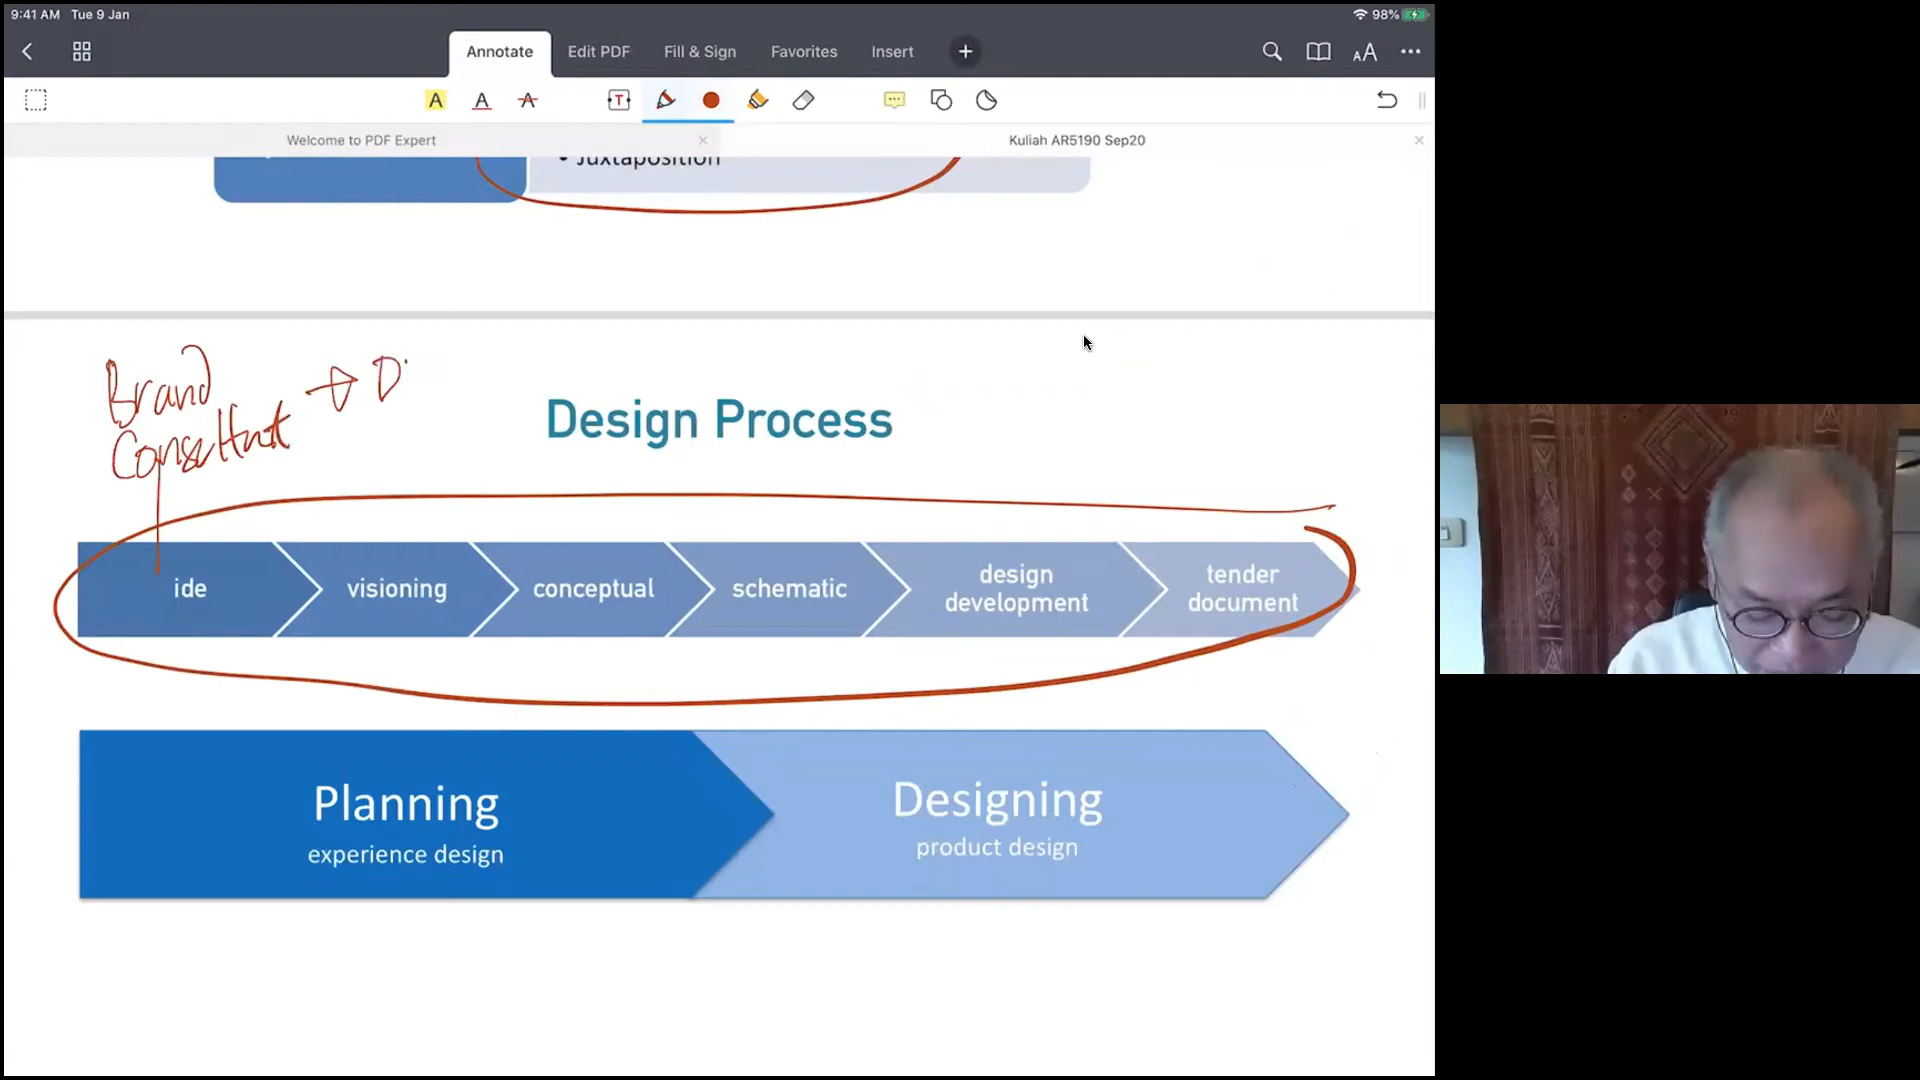 9:41 AM Tue 9 Jan
98%
Annotate Edit PDF Fill & Sign Favorites Insert
AA
A A A T
Welcome to PDF Expert
Kuliah AR5190 Sep20
• Juxtaposition
Brand → D
Consultant
Design Process
ide
visioning
conceptual
schematic
design
development
tender
document
Planning
experience design
Designing
product design